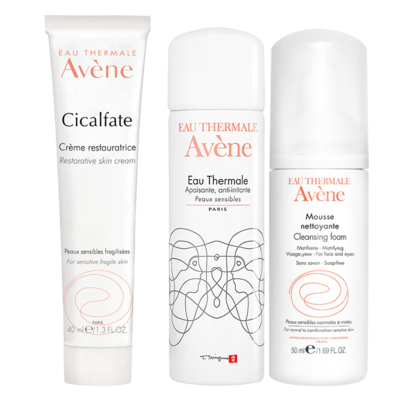 EAU THERMALE
Avène
Cicalfate
Crème restauratrice
Restorative skin cream
Peaux sensibles fragilisées
For sensitive fragile skin
PARIS
40 ml℮/1.3 FL.OZ.
EAU THERMALE
Avène
Eau Thermale
Apaisante, anti-irritante
Peaux sensibles
PARIS
EAU THERMALE
Avène
Mousse
nettoyante
Cleansing foam
Matifiante - Matifying
Visage, yeux - For face and eyes
Sans savon - Soap-free
Peaux sensibles normales à mixtes
For normal to combination sensitive skin
50 ml℮/1.69 FL.OZ.